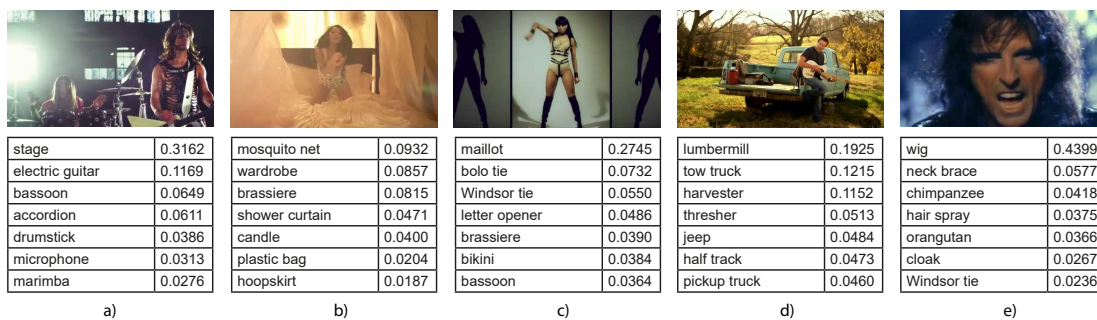 stage 0.3162
electric guitar 0.1169
bassoon 0.0649
accordion 0.0611
drumstick 0.0386
microphone 0.0313
marimba 0.0276
a)
mosquito net 0.0932
wardrobe 0.0857
brassiere 0.0815
shower curtain 0.0471
candle 0.0400
plastic bag 0.0204
hoopskirt 0.0187
b)
maillot 0.2745
bolo tie 0.0732
Windsor tie 0.0550
letter opener 0.0486
brassiere 0.0390
bikini 0.0384
bassoon 0.0364
c)
lumbermill 0.1925
tow truck 0.1215
harvester 0.1152
thresher 0.0513
jeep 0.0484
half track 0.0473
pickup truck 0.0460
d)
wig 0.4399
neck brace 0.0577
chimpanzee 0.0418
hair spray 0.0375
orangutan 0.0366
cloak 0.0267
Windsor tie 0.0236
e)